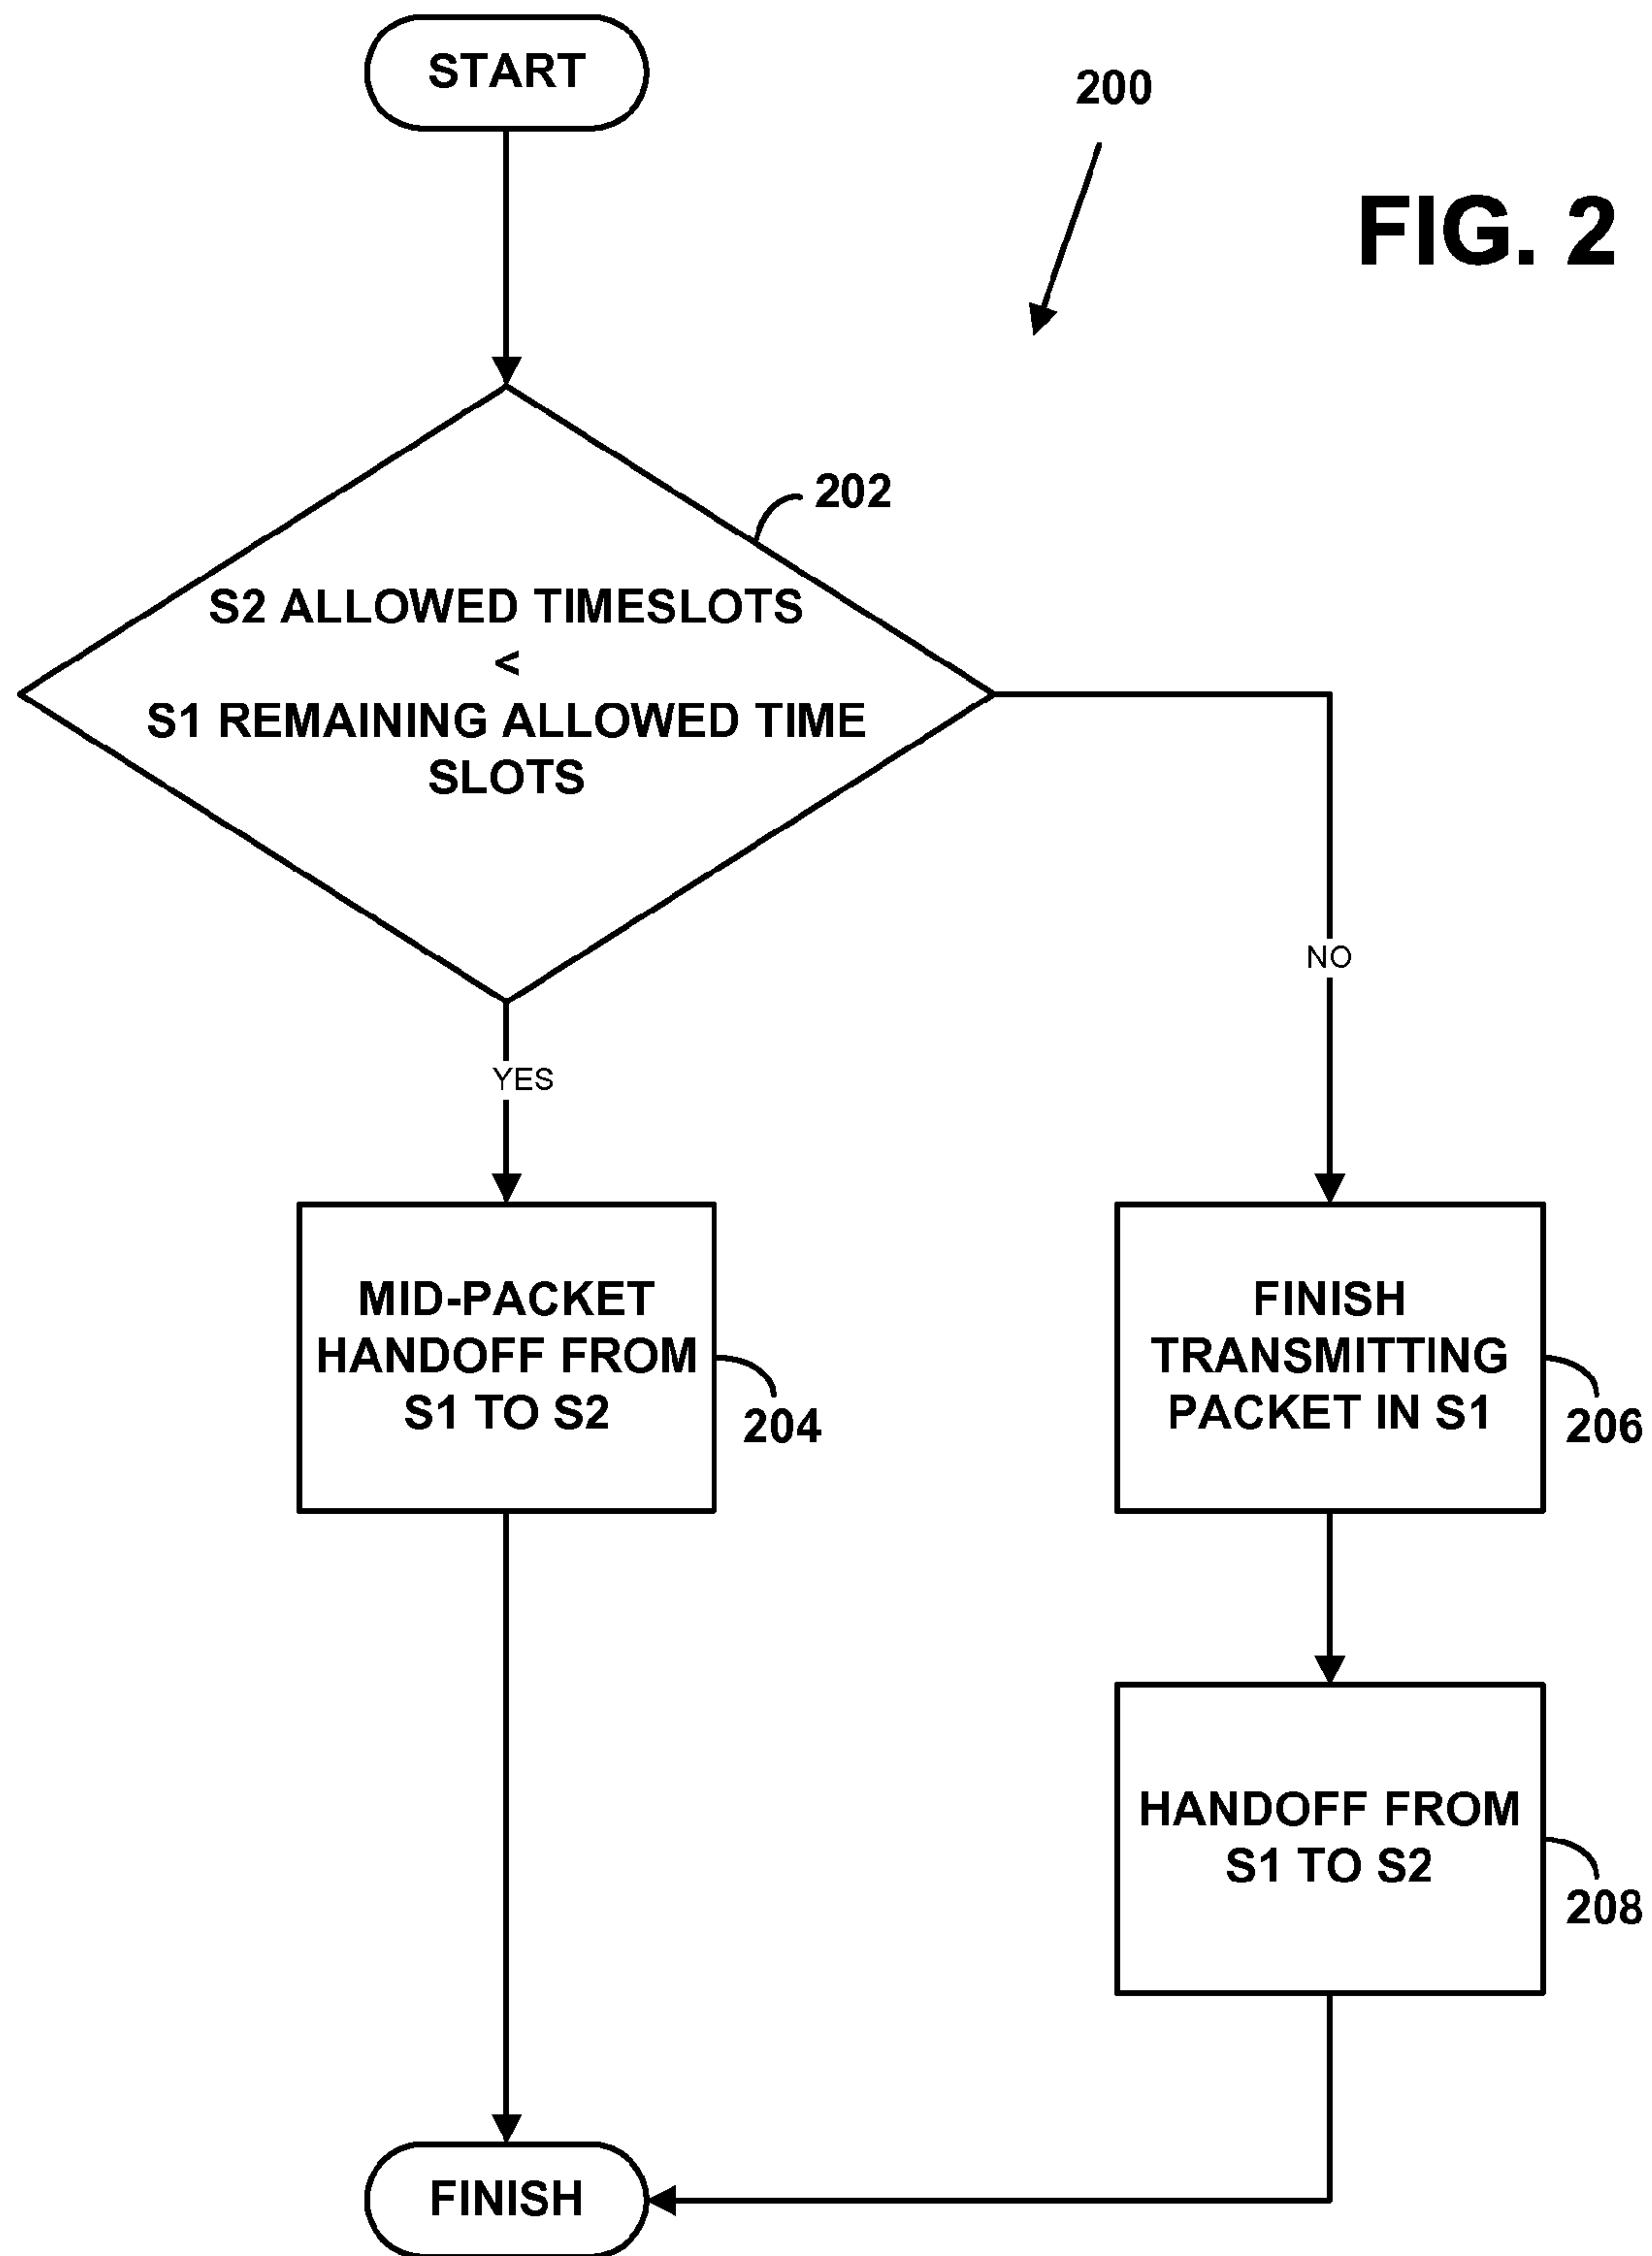 START
200
FIG. 2
202
S2 ALLOWED TIMESLOTS
<
S1 REMAINING ALLOWED TIME
SLOTS
NO
YES
MID-PACKET
HANDOFF FROM
S1 TO S2
204
FINISH
TRANSMITTING
PACKET IN S1
206
HANDOFF FROM
S1 TO S2
208
FINISH